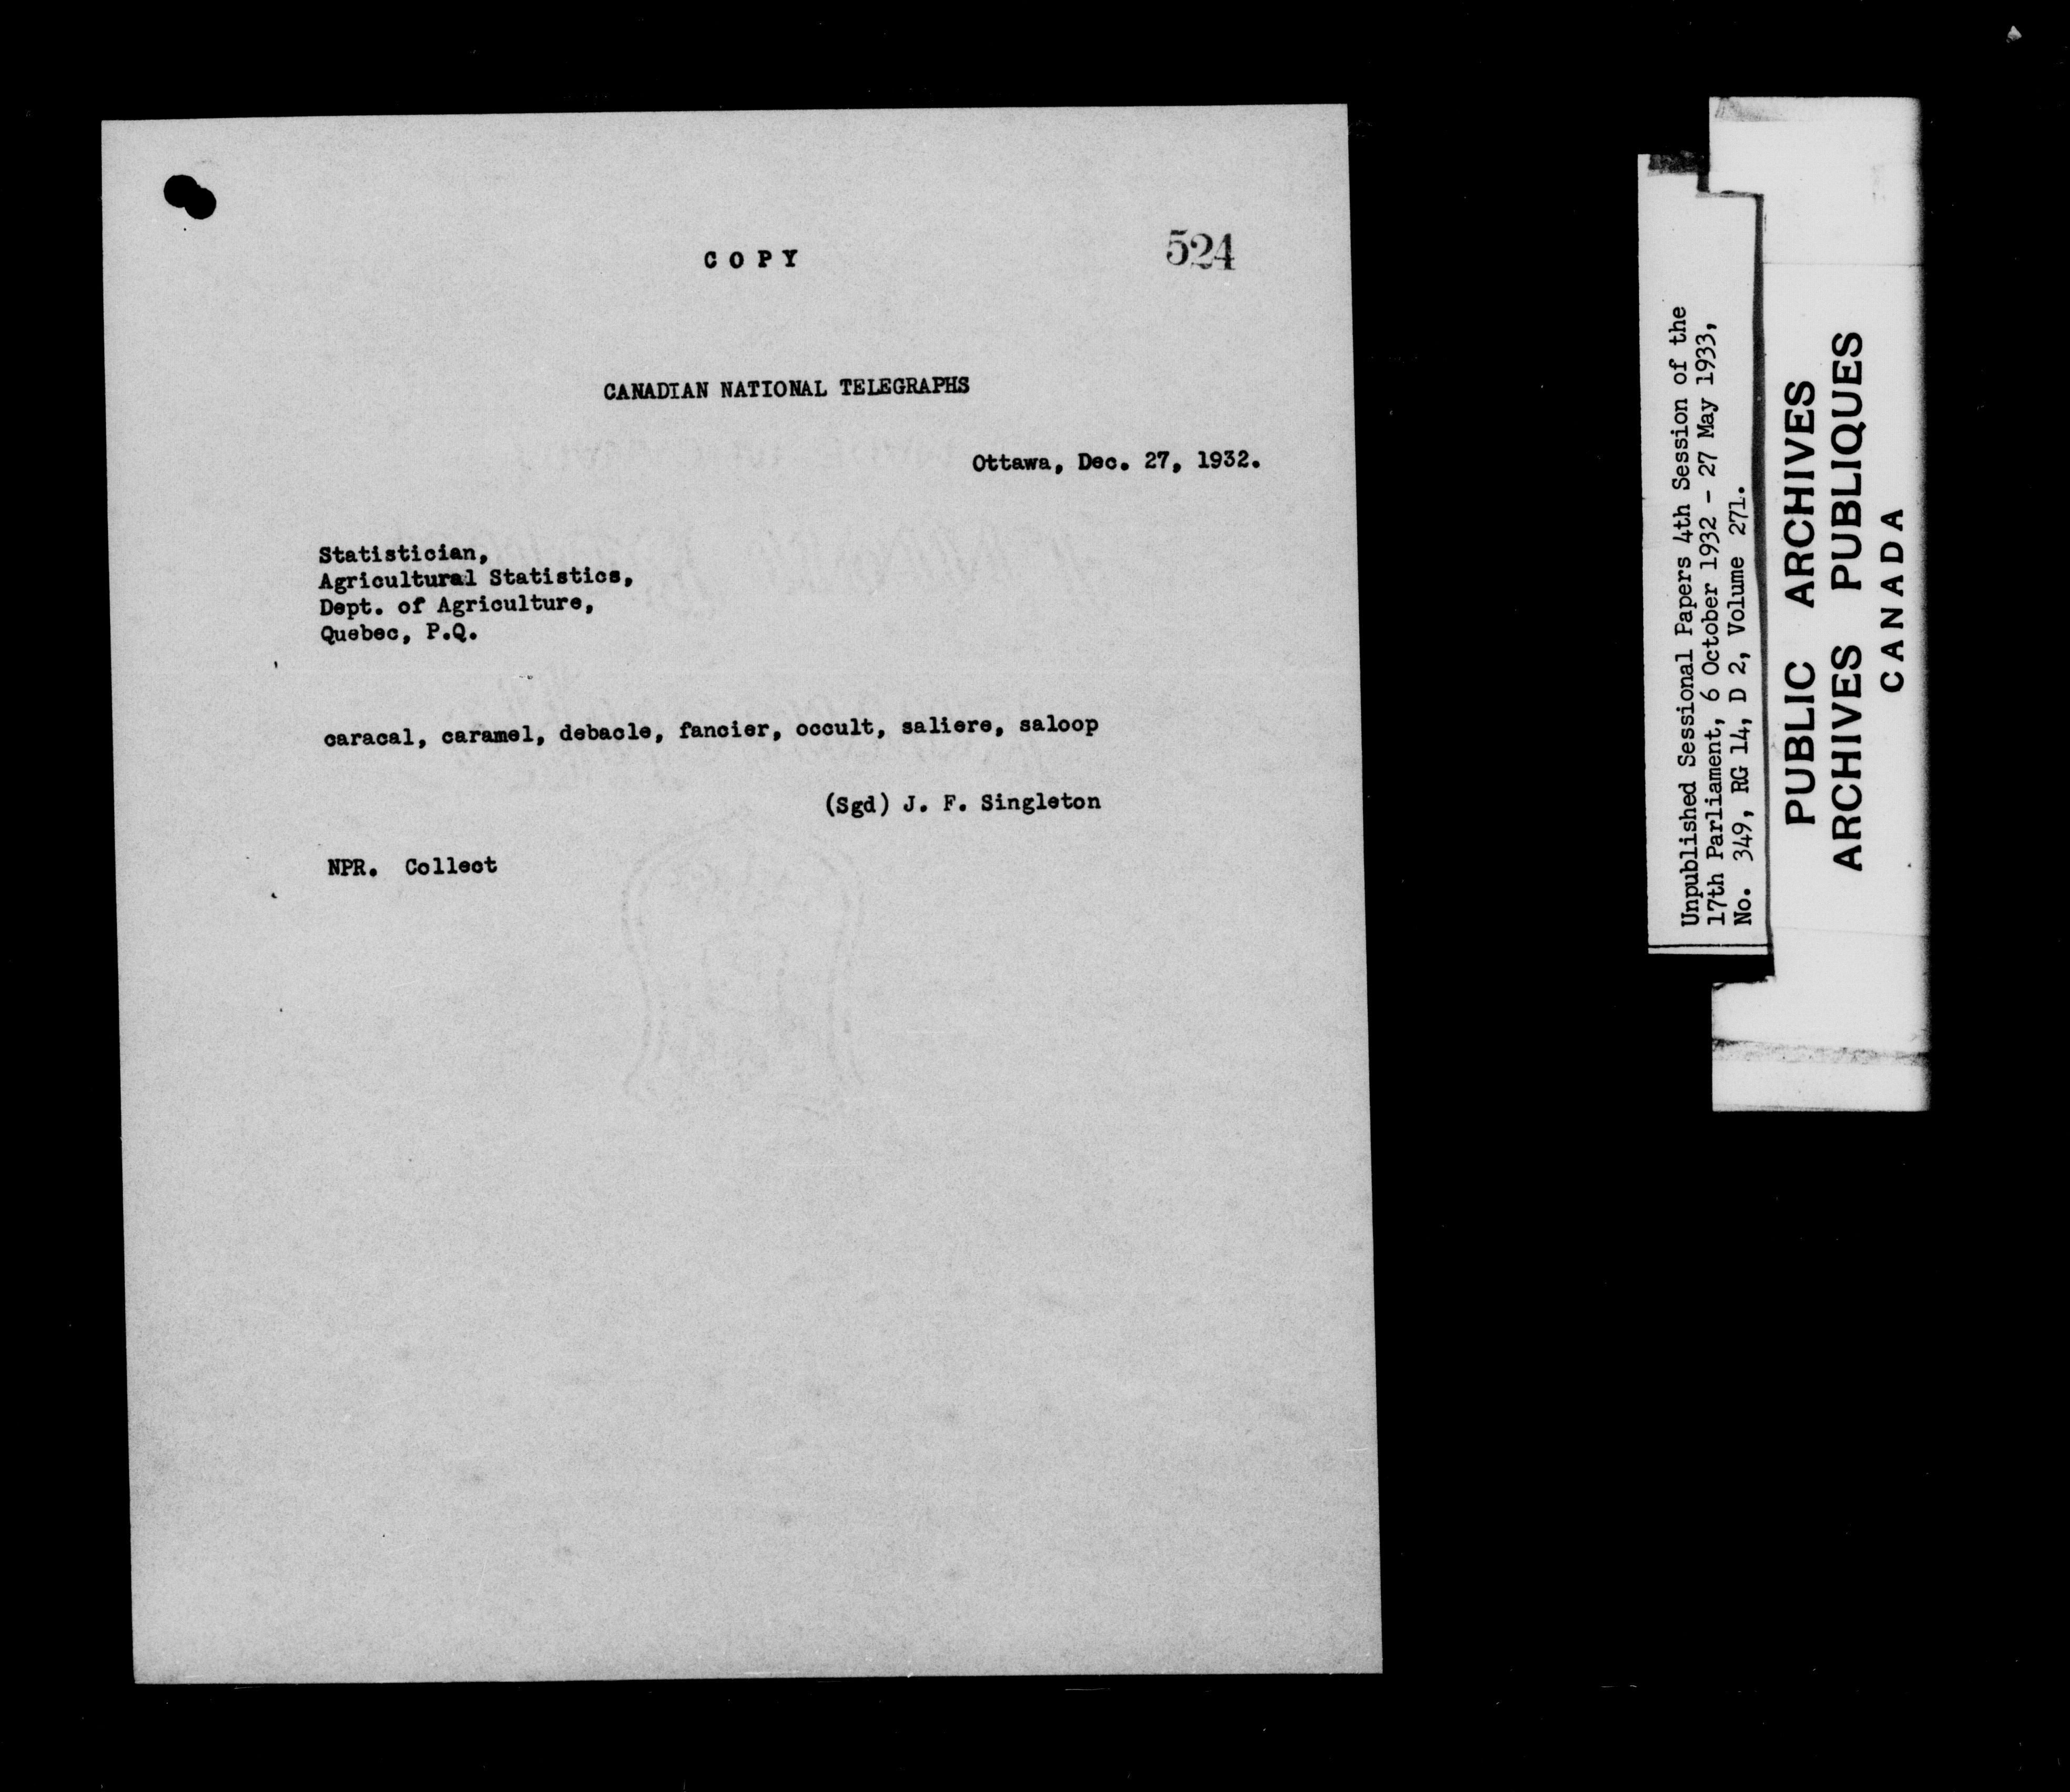 COPY
524
CANADIAN NATIONAL TELEGRAPHS
Ottawa, Dec. 27, 1932.
Statistician,
Agricultural Statistics,
Dept. of Agriculture,
Quebec, P.Q.
caracal, caramel, debacle, fancier, occult, saliere, saloop
(Sgd) J. F. Singleton
NPR. Collect
Unpublished Sessional Papers 4th Session of the
17th Parliament, 6 October 1932 - 27 May 1933,
No. 349, RG 14, D 2, Volume 271.
PUBLIC ARCHIVES
ARCHIVES PUBLIQUES
CANADA